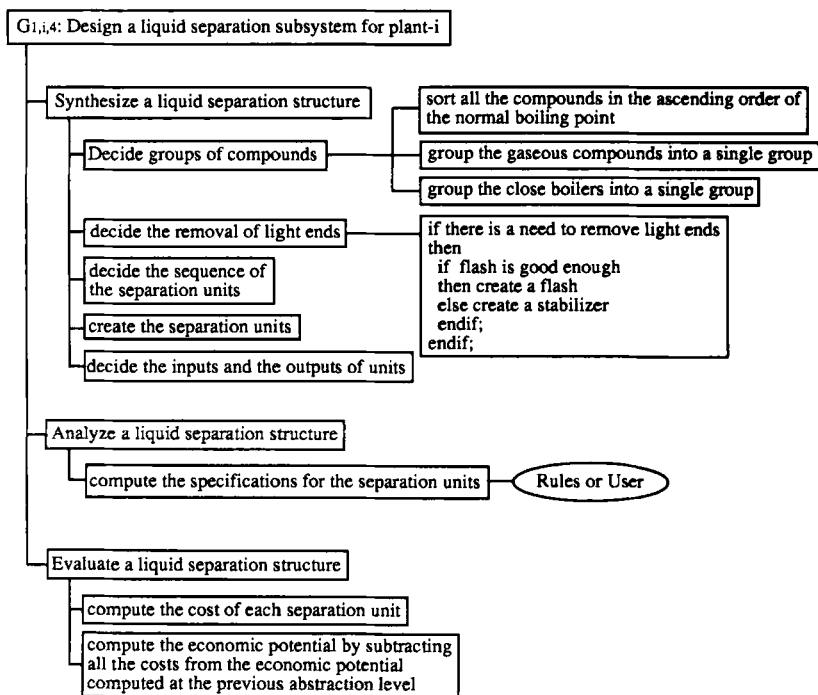 G1,i,4: Design a liquid separation subsystem for plant-i
Synthesize a liquid separation structure
Decide groups of compounds
sort all the compounds in the ascending order of
the normal boiling point
group the gaseous compounds into a single group
group the close boilers into a single group
decide the removal of light ends
if there is a need to remove light ends
then
if flash is good enough
then create a flash
else create a stabilizer
endif;
endif;
decide the sequence of
the separation units
create the separation units
decide the inputs and the outputs of units
Analyze a liquid separation structure
compute the specifications for the separation units
Rules or User
Evaluate a liquid separation structure
compute the cost of each separation unit
compute the economic potential by subtracting
all the costs from the economic potential
computed at the previous abstraction level